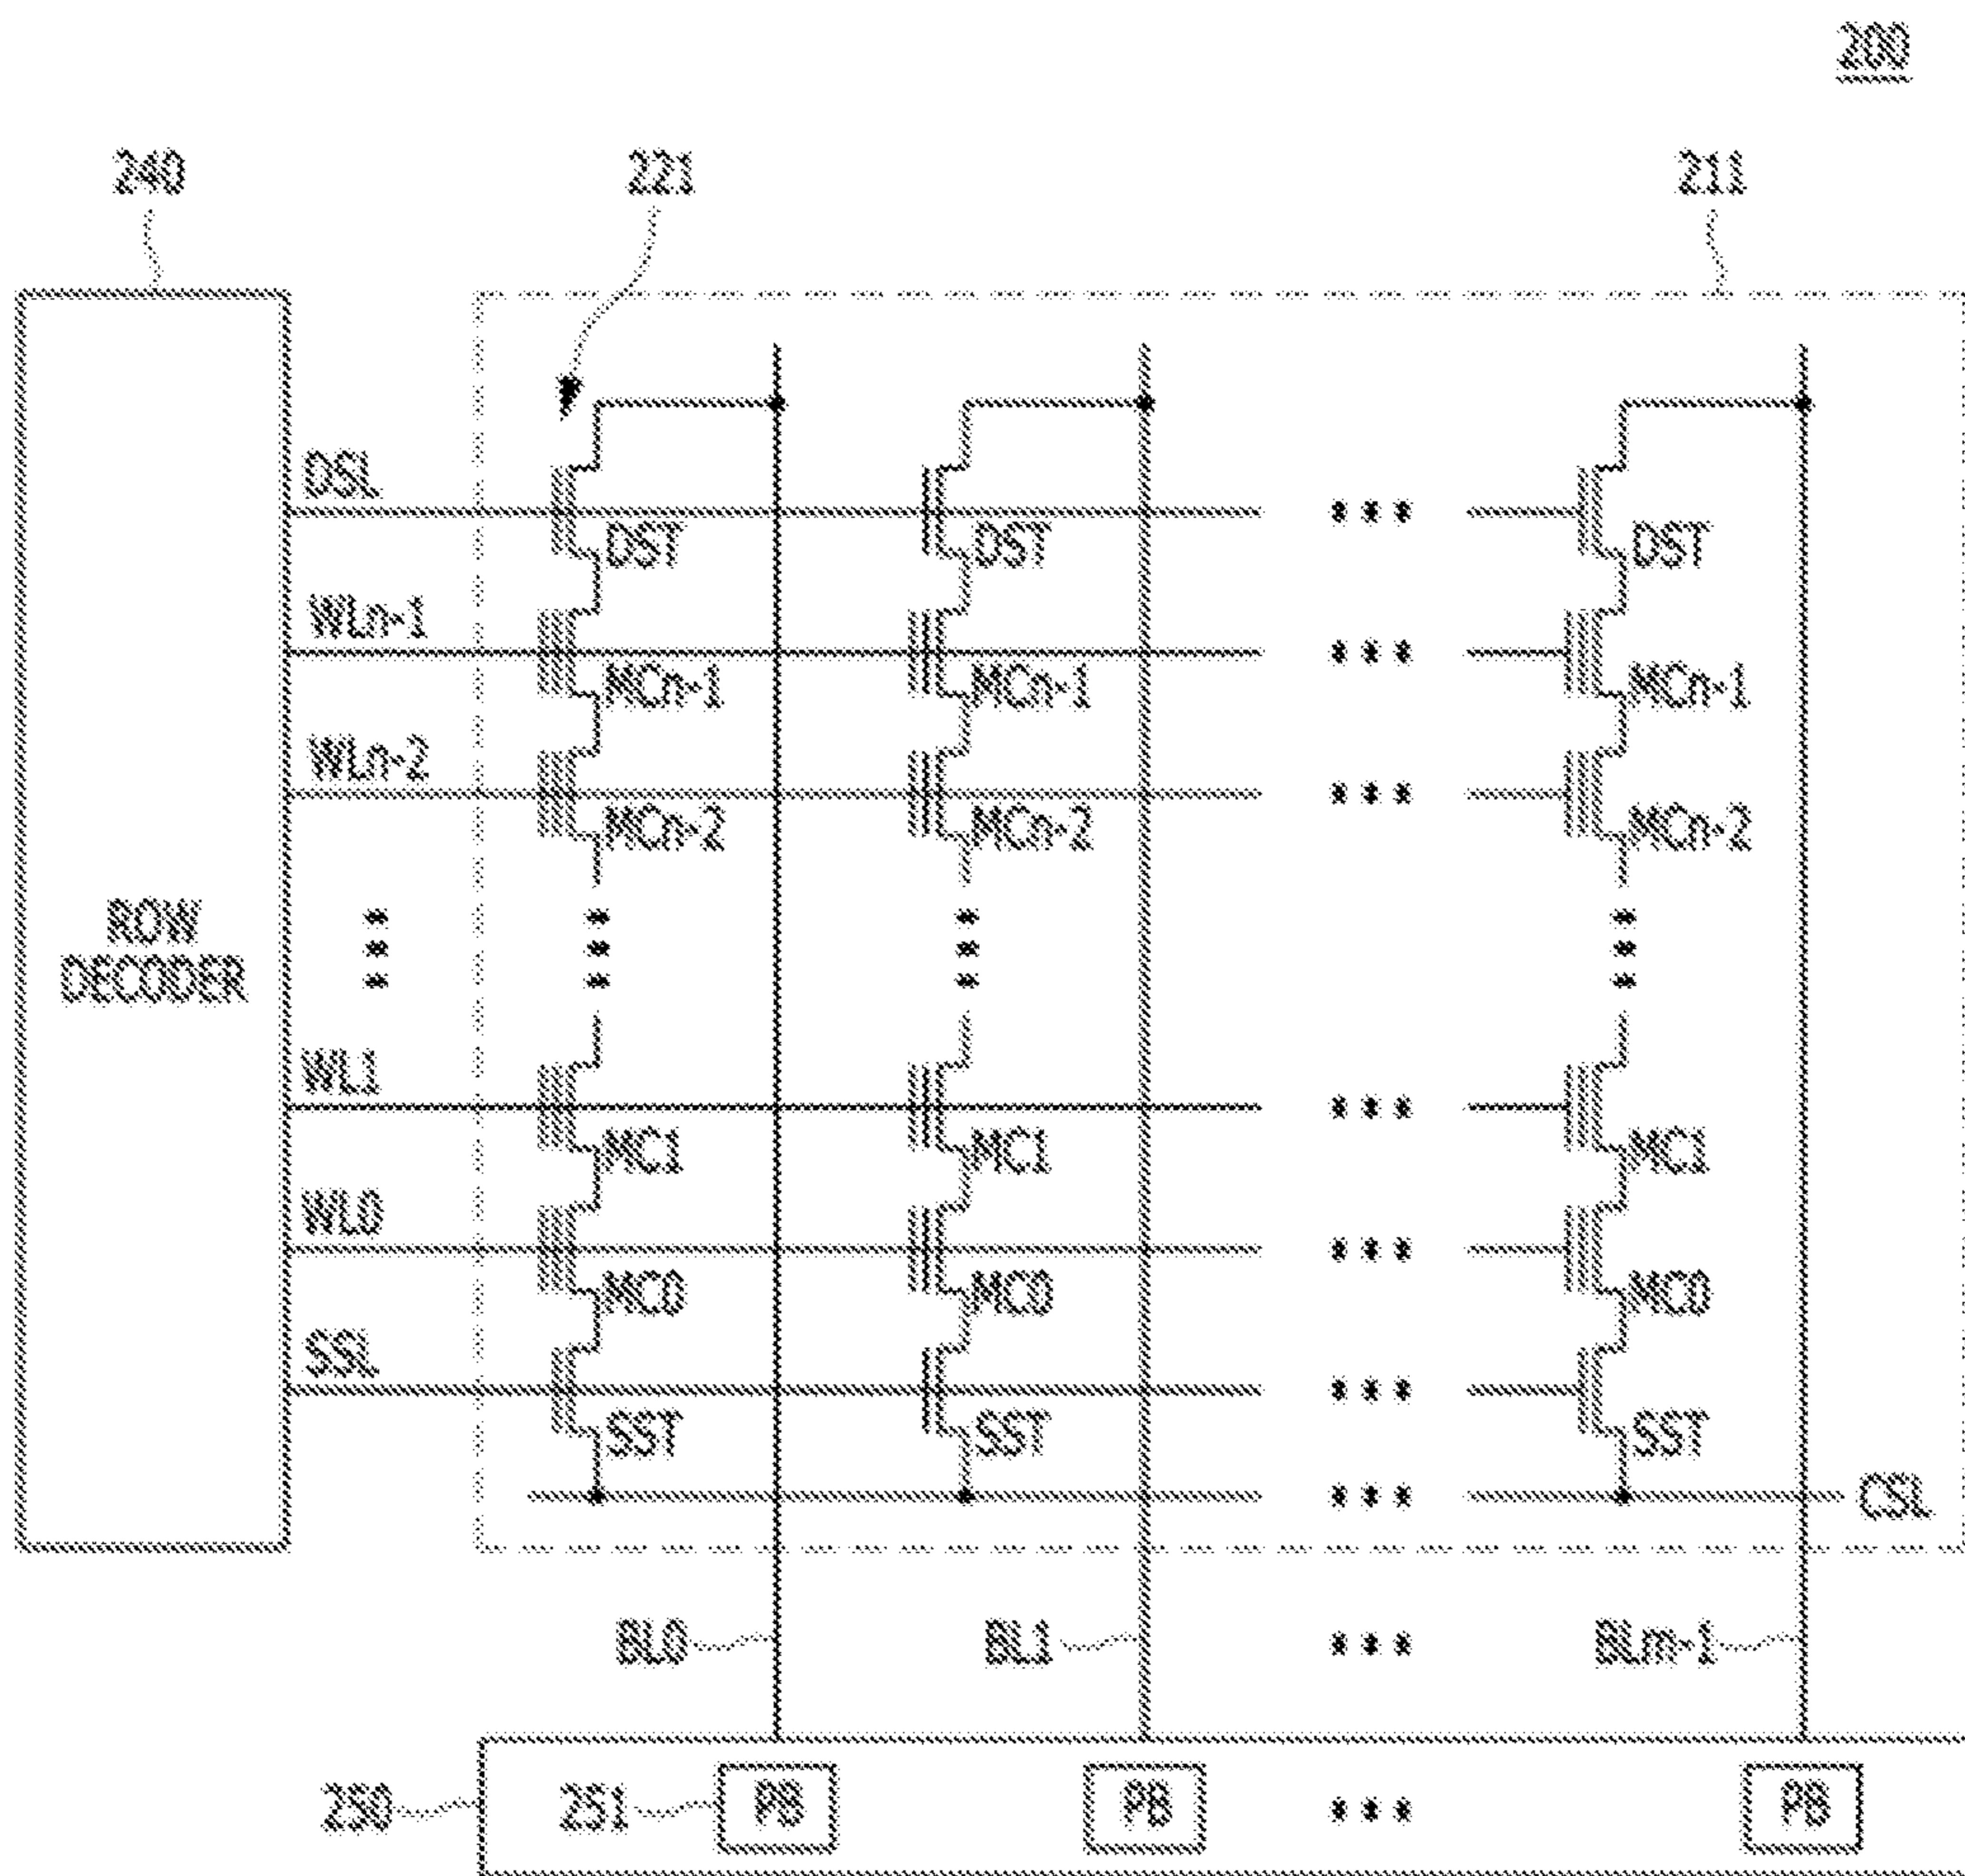 200
240 221 211
DSL
DST DST DST
WLn-1
MCn-1 MCn-1 MCn-1
WLn-2
MCn-2 MCn-2 MCn-2
ROW
DECODER
WL1
MC1 MC1 MC1
WL0
MC0 MC0 MC0
SSL
SST SST SST
CSL
BL0 BL1 BLm-1
250 251 PB PB PB